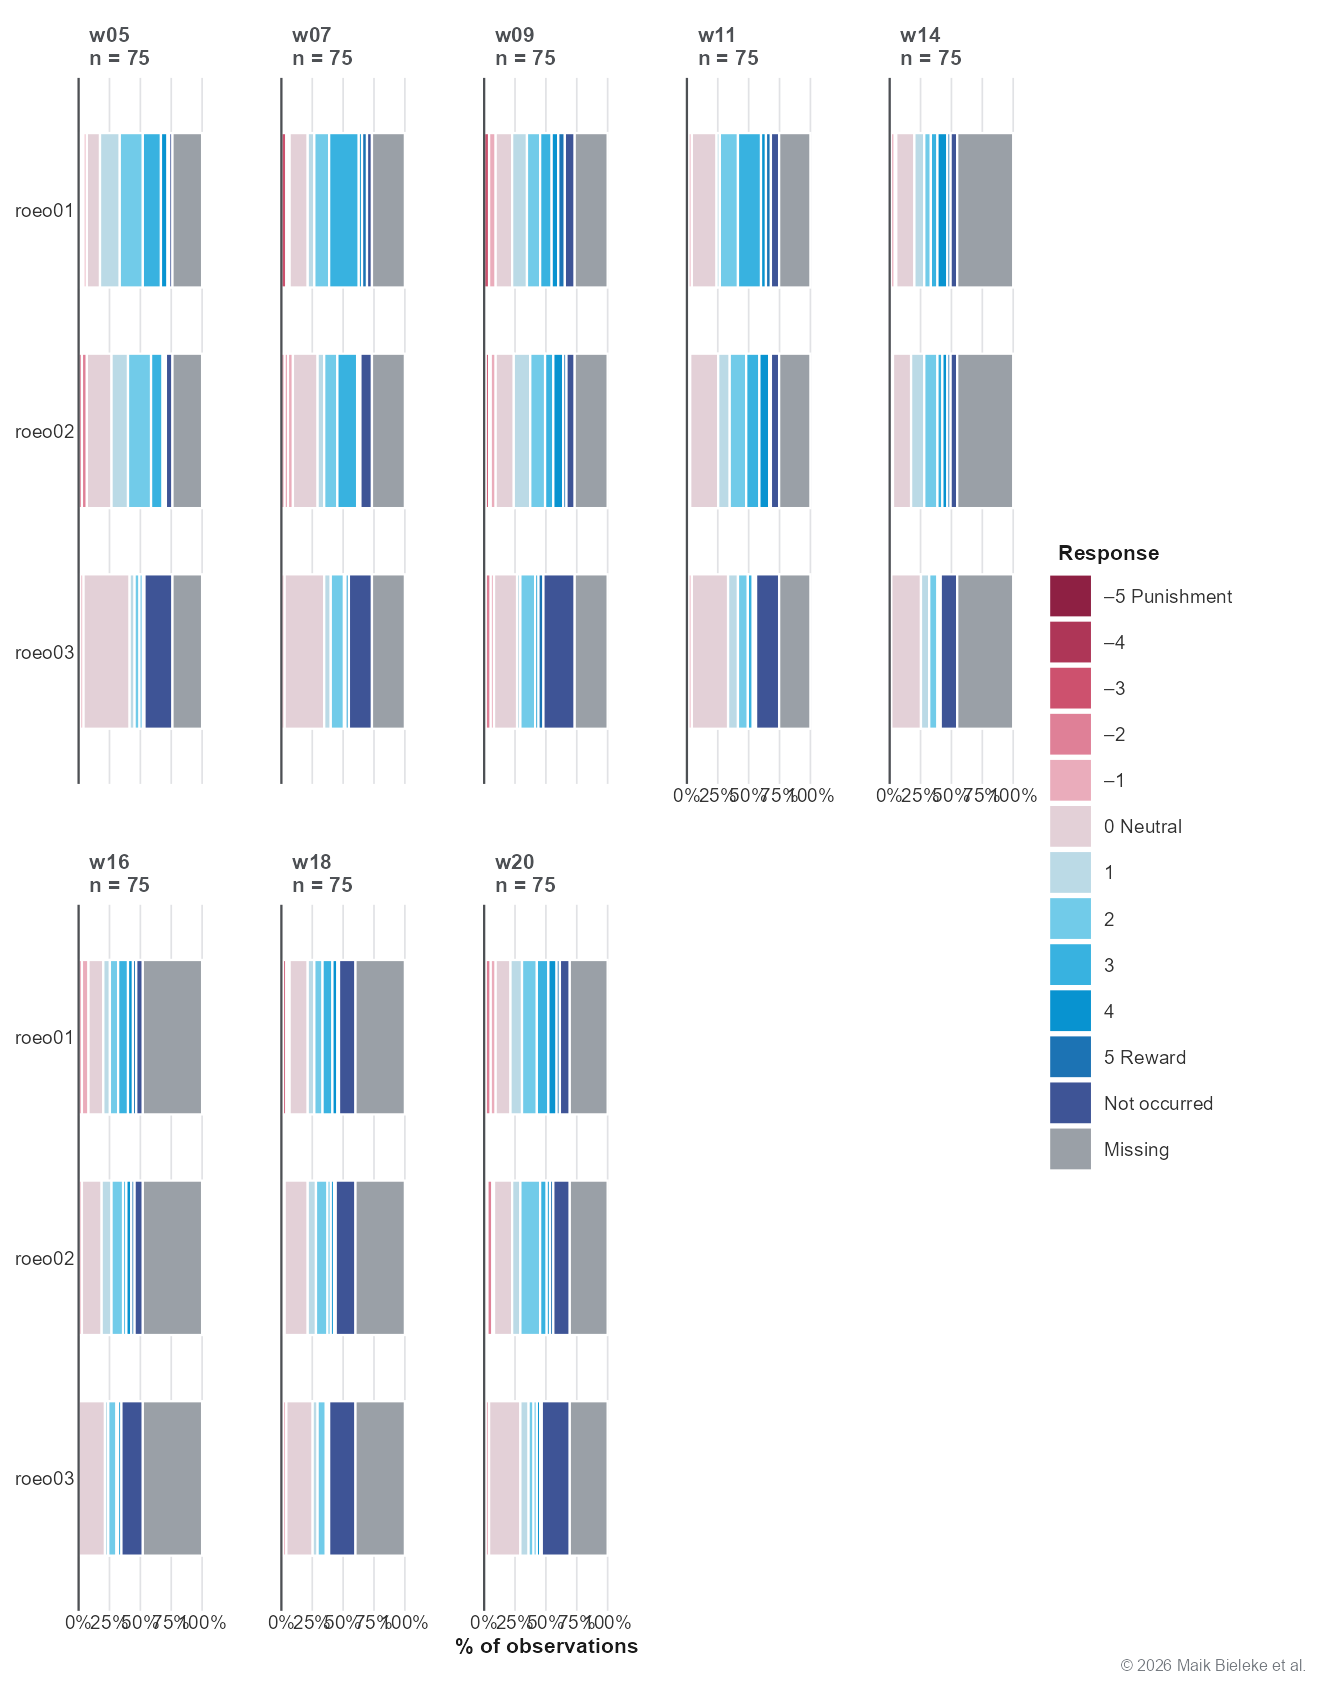 w05
n = 75
w07
n = 75
w09
n = 75
w11
n = 75
w14
n = 75
roeo01
roeo02
roeo03
0% 25% 50% 75% 100%
0% 25% 50% 75% 100%
w16
n = 75
w18
n = 75
w20
n = 75
roeo01
roeo02
roeo03
0% 25% 50% 75% 100%
0% 25% 50% 75% 100%
0% 25% 50% 75% 100%
% of observations
Response
–5 Punishment
–4
–3
–2
–1
0 Neutral
1
2
3
4
5 Reward
Not occurred
Missing
© 2026 Maik Bieleke et al.